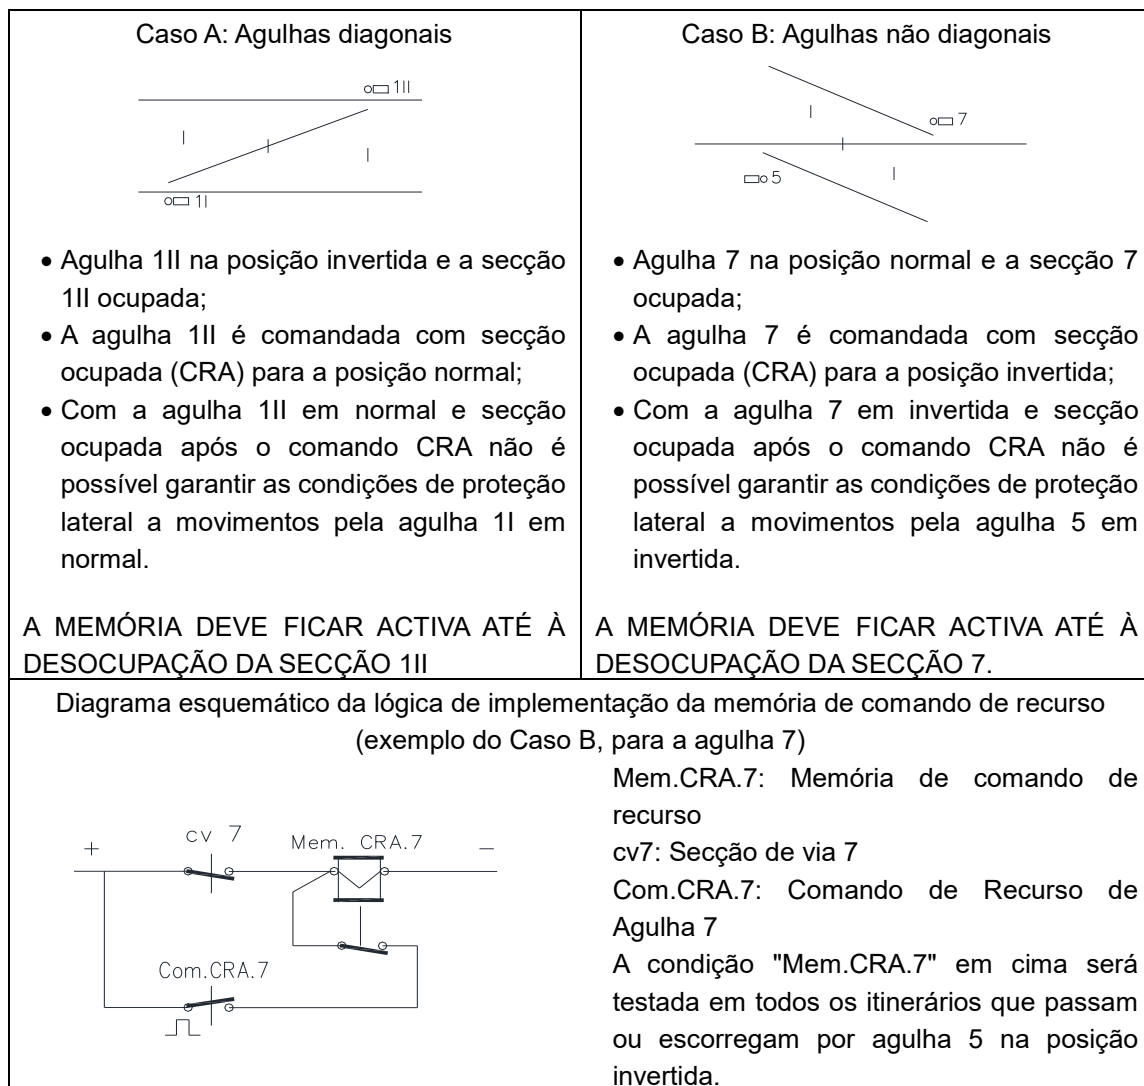 Caso A: Agulhas diagonais
1II
1I
• Agulha 1II na posição invertida e a secção
1II ocupada;
• A agulha 1II é comandada com secção
ocupada (CRA) para a posição normal;
• Com a agulha 1II em normal e secção
ocupada após o comando CRA não é
possível garantir as condições de proteção
lateral a movimentos pela agulha 1I em
normal.
A MEMÓRIA DEVE FICAR ACTIVA ATÉ À
DESOCUPAÇÃO DA SECÇÃO 1II
Caso B: Agulhas não diagonais
7
5
• Agulha 7 na posição normal e a secção 7
ocupada;
• A agulha 7 é comandada com secção
ocupada (CRA) para a posição invertida;
• Com a agulha 7 em invertida e secção
ocupada após o comando CRA não é
possível garantir as condições de proteção
lateral a movimentos pela agulha 5 em
invertida.
A MEMÓRIA DEVE FICAR ACTIVA ATÉ À
DESOCUPAÇÃO DA SECÇÃO 7.
Diagrama esquemático da lógica de implementação da memória de comando de recurso
(exemplo do Caso B, para a agulha 7)
+
cv 7
Mem. CRA.7
−
Com.CRA.7
Mem.CRA.7: Memória de comando de
recurso
cv7: Secção de via 7
Com.CRA.7: Comando de Recurso de
Agulha 7
A condição "Mem.CRA.7" em cima será
testada em todos os itinerários que passam
ou escorregam por agulha 5 na posição
invertida.